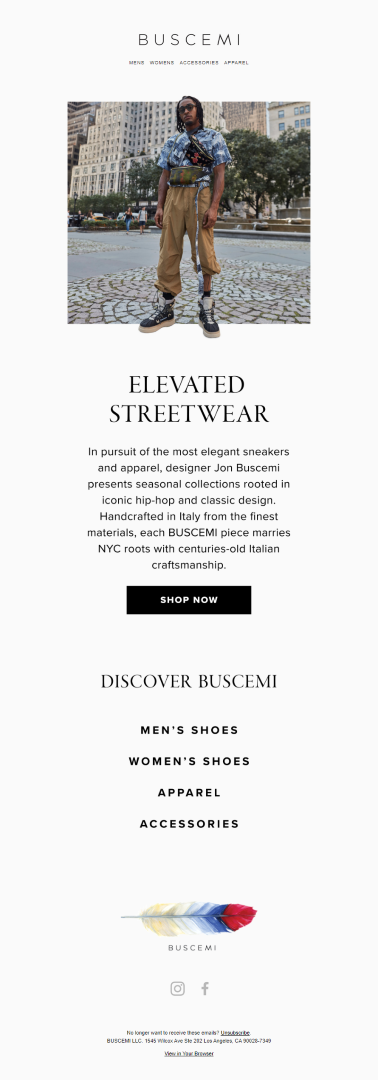 BUSCEMI
MENS WOMENS ACCESSORIES APPAREL
ELEVATED
STREETWEAR
In pursuit of the most elegant sneakers
and apparel, designer Jon Buscemi
presents seasonal collections rooted in
iconic hip-hop and classic design.
Handcrafted in Italy from the finest
materials, each BUSCEMI piece marries
NYC roots with centuries-old Italian
craftsmanship.
SHOP NOW
DISCOVER BUSCEMI
MEN'S SHOES
WOMEN'S SHOES
APPAREL
ACCESSORIES
BUSCEMI
No longer want to receive these emails? Unsubscribe.
BUSCEMI LLC. 1545 Wilcox Ave Ste 202 Los Angeles, CA 90028-7349
View in Your Browser